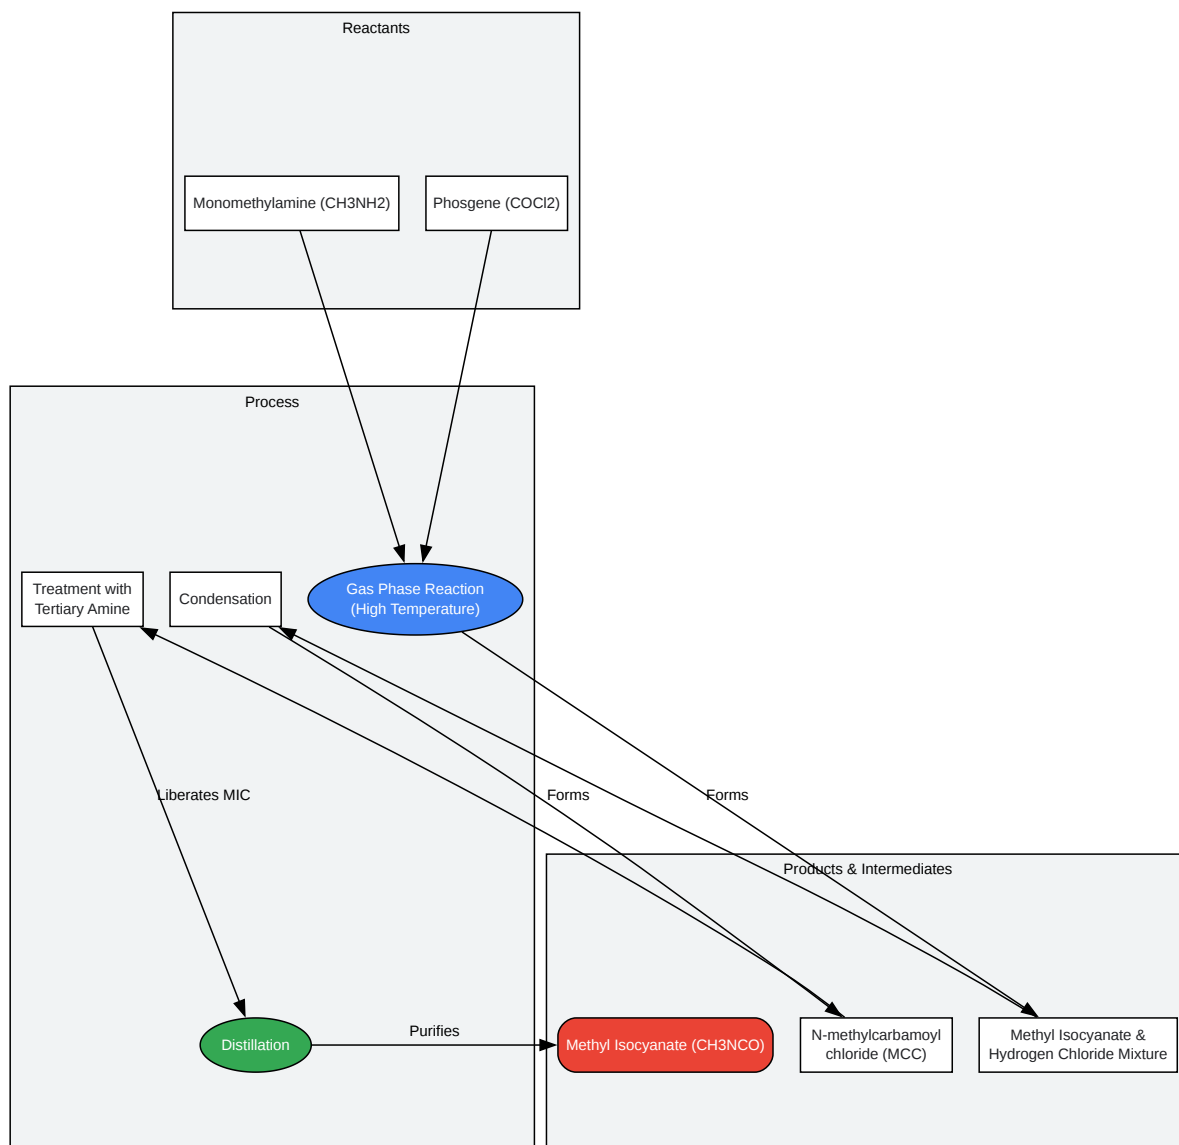 Reactants
Monomethylamine (CH3NH2)
Phosgene (COCl2)
Process
Treatment with
Tertiary Amine
Condensation
Gas Phase Reaction
(High Temperature)
Liberates MIC
Forms
Forms
Products & Intermediates
Distillation
Purifies
Methyl Isocyanate (CH3NCO)
N-methylcarbamoyl
chloride (MCC)
Methyl Isocyanate &
Hydrogen Chloride Mixture